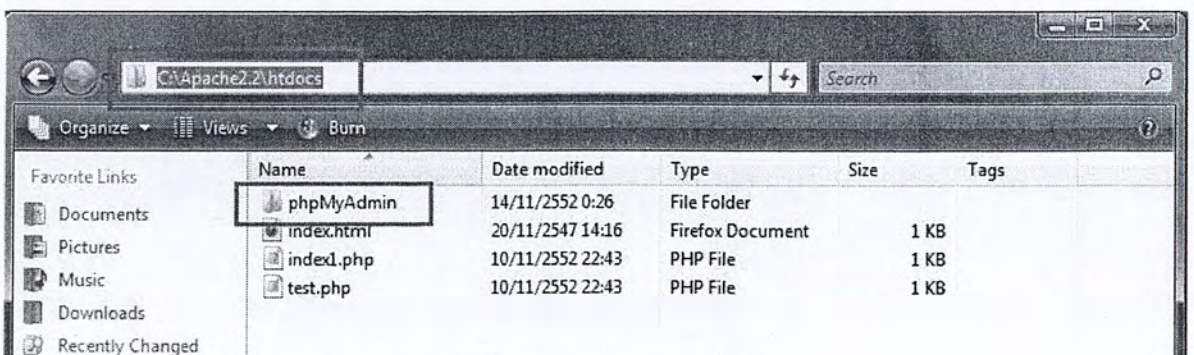 C:\Apache2.2\htdocs Search
Organize Views Burn
Favorite Links Name Date modified Type Size Tags
Documents phpMyAdmin 14/11/2552 0:26 File Folder
Pictures index.html 20/11/2547 14:16 Firefox Document 1 KB
Music index1.php 10/11/2552 22:43 PHP File 1 KB
Downloads test.php 10/11/2552 22:43 PHP File 1 KB
Recently Changed